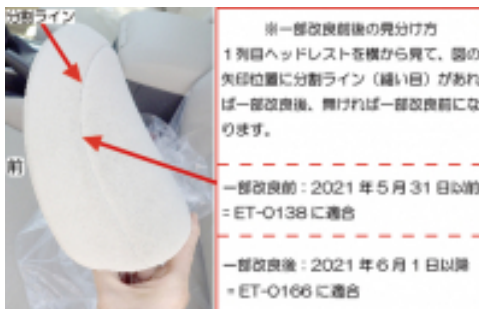 分割ライン
前
※一部改良前後の見分け方
1列目ヘッドレストを横から見て、図の
矢印位置に分割ライン（縫い目）があれ
ば一部改良後、無ければ一部改良前にな
ります。
一部改良前：2021年5月31日以前
= ET-0138に適合
一部改良後：2021年6月1日以降
= ET-0166に適合